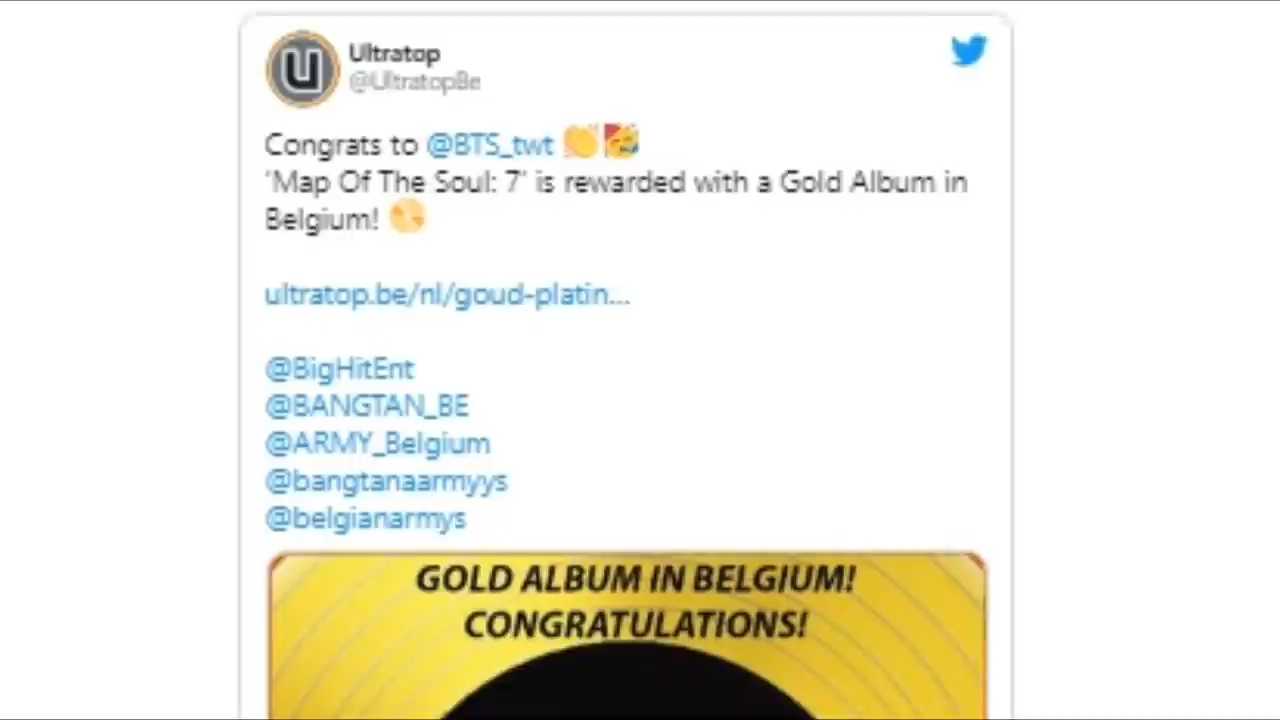 Ultratop
@UltratopBe
Congrats to @BTS_twt 👏🥳
'Map Of The Soul: 7' is rewarded with a Gold Album in
Belgium!
ultratop.be/nl/goud-platin...
@BigHitEnt
@BANGTAN_BE
@ARMY_Belgium
@bangtanaarmyys
@belgianarmys
GOLD ALBUM IN BELGIUM!
CONGRATULATIONS!